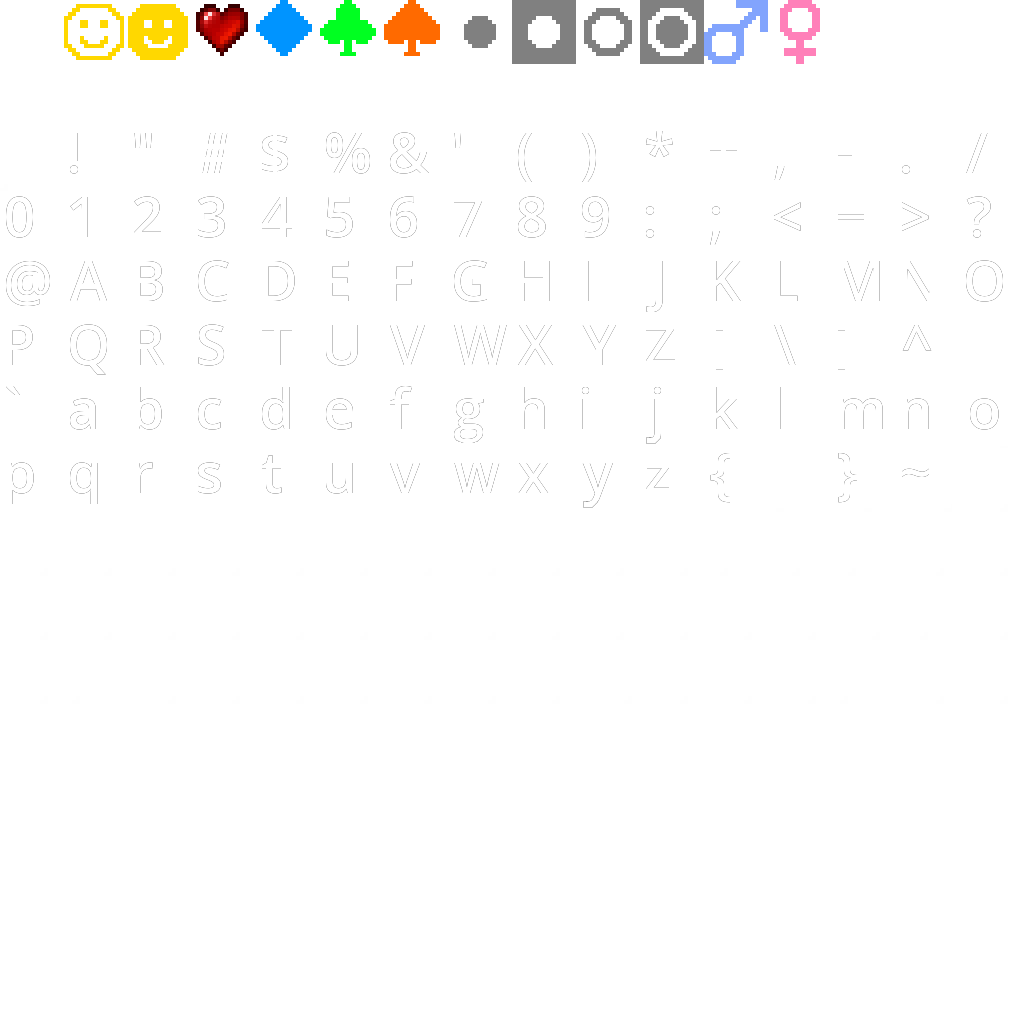 ! " # $ % & ' ( ) * + , - . /
0 1 2 3 4 5 6 7 8 9 : ; < = > ?
@ A B C D E F G H I J K L M N O
P Q R S T U V W X Y Z [ \ ] ^
` a b c d e f g h i j k l m n o
p q r s t u v w x y z { } ~